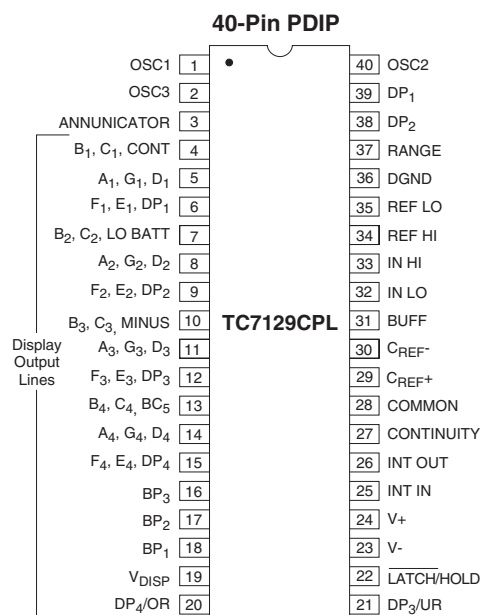 40-Pin PDIP
OSC1 1
OSC3 2
ANNUNICATOR 3
B1, C1, CONT 4
A1, G1, D1 5
F1, E1, DP1 6
B2, C2, LO BATT 7
A2, G2, D2 8
F2, E2, DP2 9
B3, C3, MINUS 10
A3, G3, D3 11
F3, E3, DP3 12
B4, C4, BC5 13
A4, G4, D4 14
F4, E4, DP4 15
BP3 16
BP2 17
BP1 18
VDISP 19
DP4/OR 20
Display
Output
Lines
TC7129CPL
40 OSC2
39 DP1
38 DP2
37 RANGE
36 DGND
35 REF LO
34 REF HI
33 IN HI
32 IN LO
31 BUFF
30 CREF-
29 CREF+
28 COMMON
27 CONTINUITY
26 INT OUT
25 INT IN
24 V+
23 V-
22 LATCH/HOLD
21 DP3/UR